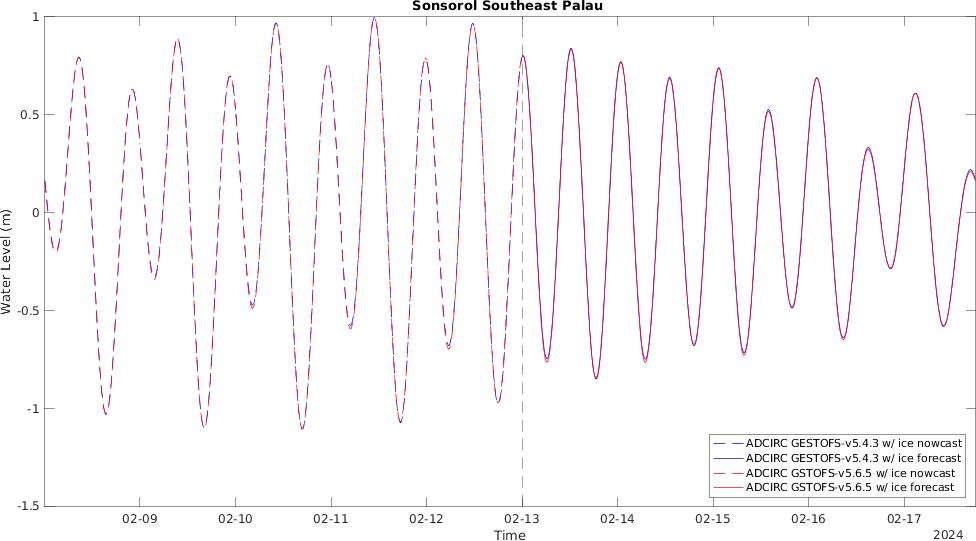 Sonsorol Southeast Palau
1
0.5
0
-0.5
-1
-1.5
Water Level (m)
ADCIRC GESTOFS-v5.4.3 w/ ice nowcast
ADCIRC GESTOFS-v5.4.3 w/ ice forecast
ADCIRC GSTOFS-v5.6.5 w/ ice nowcast
ADCIRC GSTOFS-v5.6.5 w/ ice forecast
02-09 02-10 02-11 02-12 02-13 02-14 02-15 02-16 02-17
Time
2024